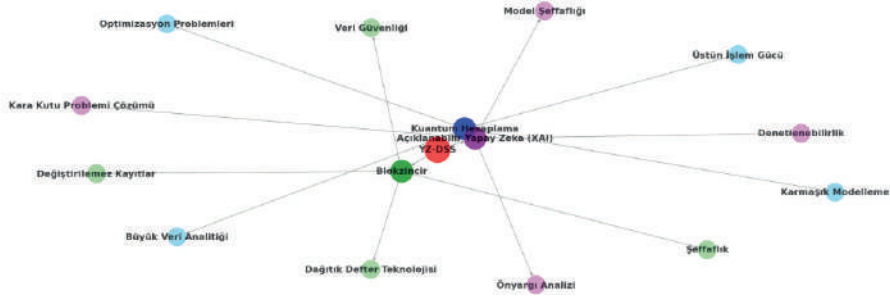 Model Şeffaflığı
Optimizasyon Problemleri
Veri Güvenliği
Üstün İşlem Gücü
Kara Kutu Problemi Çözümü
Kuantum Hesaplama
Denetlenebilirlik
Açıklanabilir Yapay Zeka (XAI)
YZ-DSS
Blokzincir
Değiştirilemez Kayıtlar
Karmaşık Modelleme
Büyük Veri Analitiği
Şeffaflık
Dağıtık Defter Teknolojisi
Önyargı Analizi